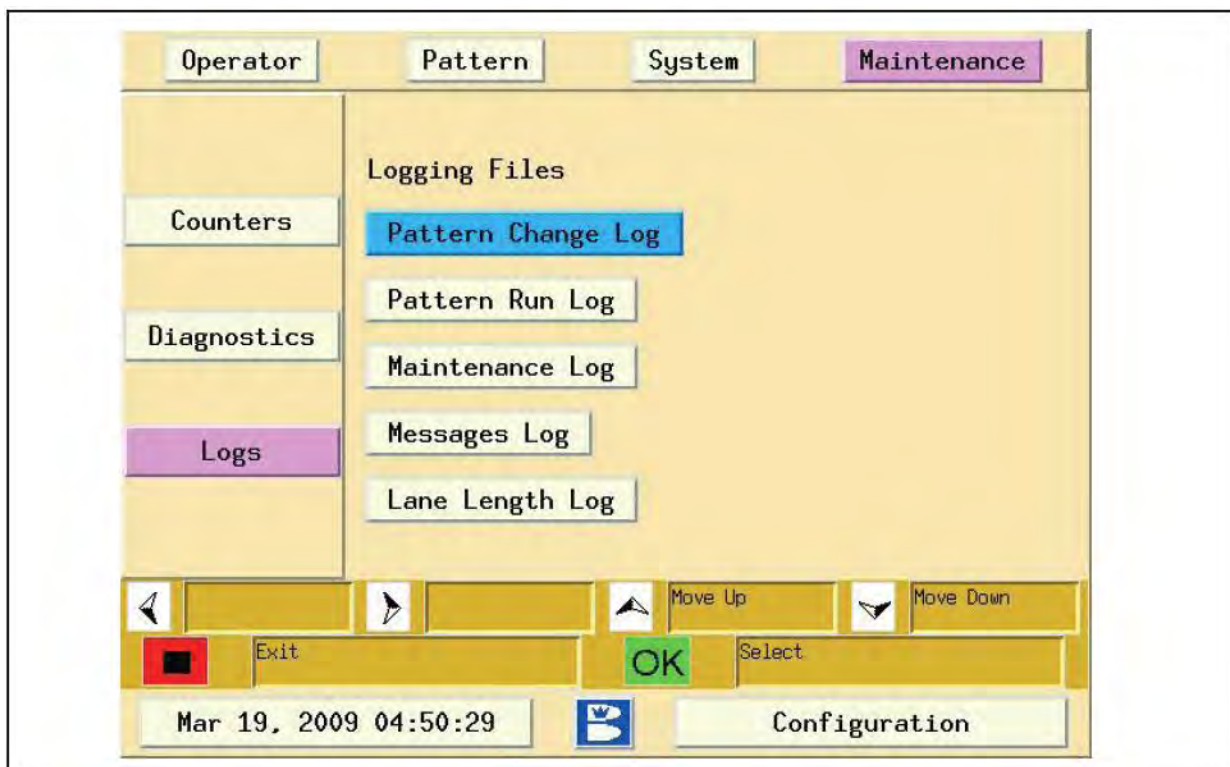 Operator Pattern System Maintenance
Logging Files
Counters
Pattern Change Log
Pattern Run Log
Diagnostics
Maintenance Log
Messages Log
Logs
Lane Length Log
Move Up Move Down
Exit OK Select
Mar 19, 2009 04:50:29 B Configuration